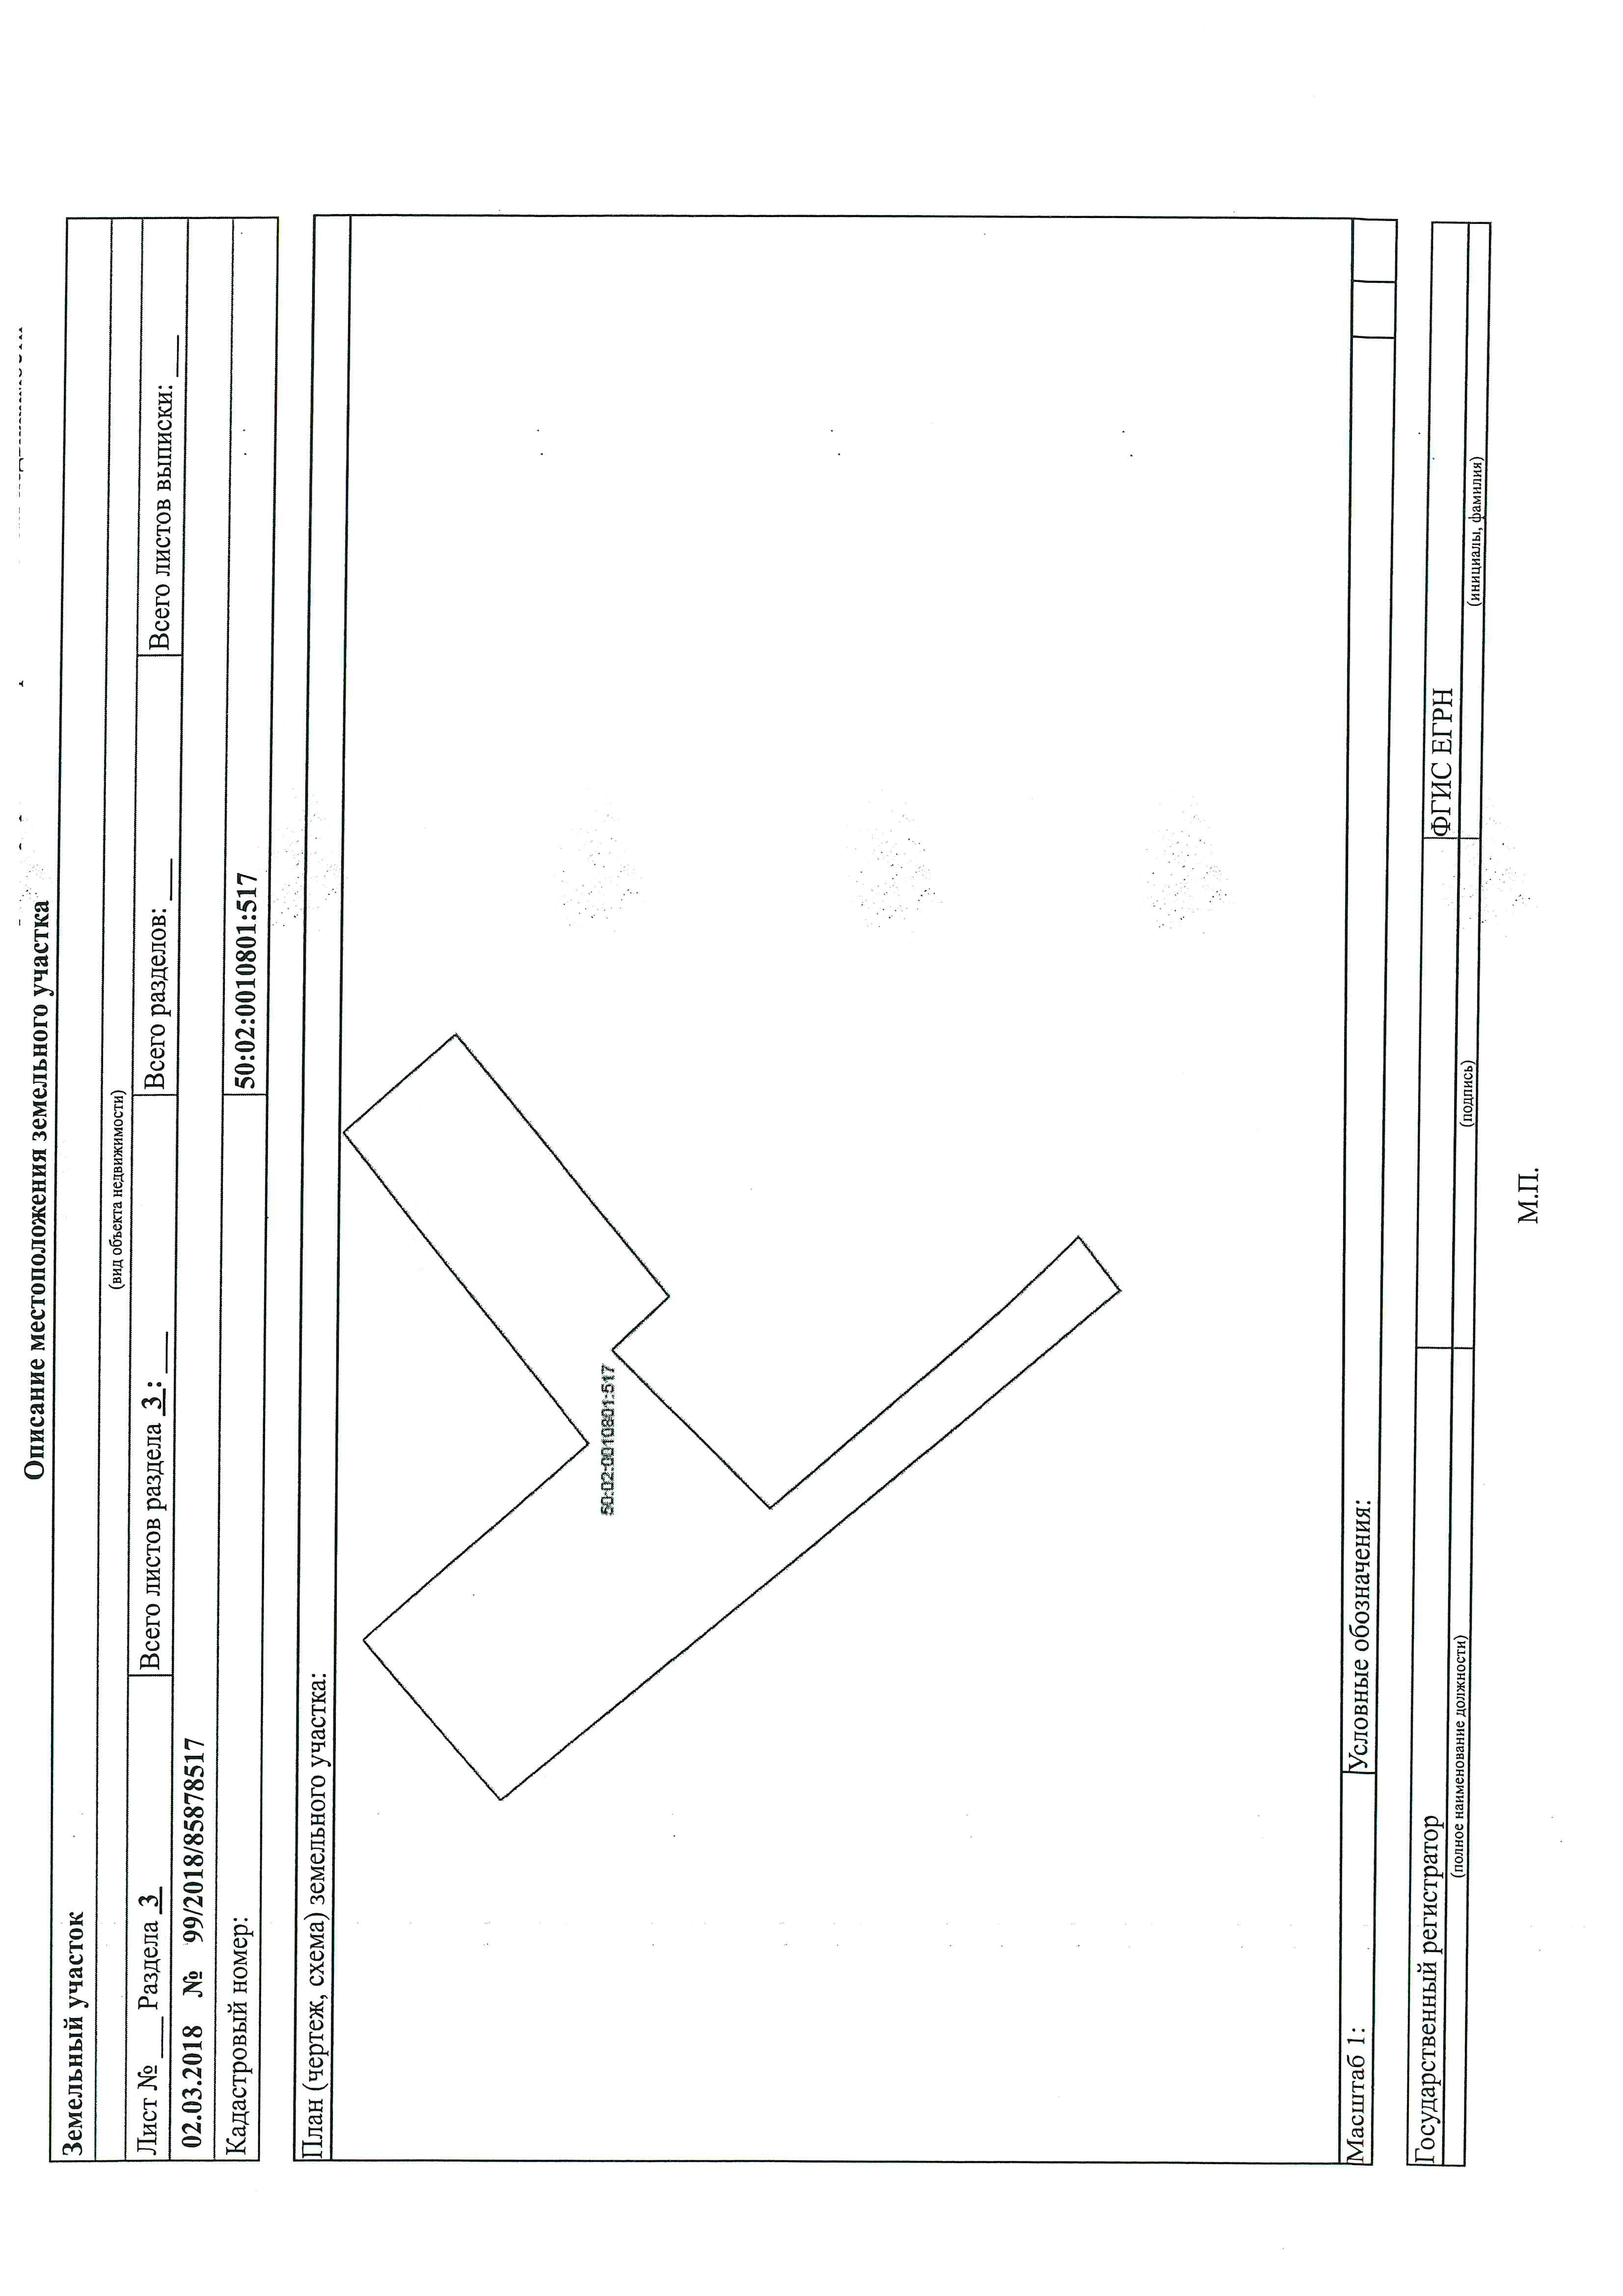 Описание местоположения земельного участка
Земельный участок
(вид объекта недвижимости)
Лист № ___ Раздела 3 Всего листов раздела 3 : ___ Всего разделов: ___ Всего листов выписки: ___
02.03.2018 № 99/2018/85878517
Кадастровый номер: 50:02:0010801:517
План (чертеж, схема) земельного участка:
50:02:0010801:517
Масштаб 1: Условные обозначения:
Государственный регистратор ФГИС ЕГРН
(полное наименование должности) (подпись) (инициалы, фамилия)
М.П.